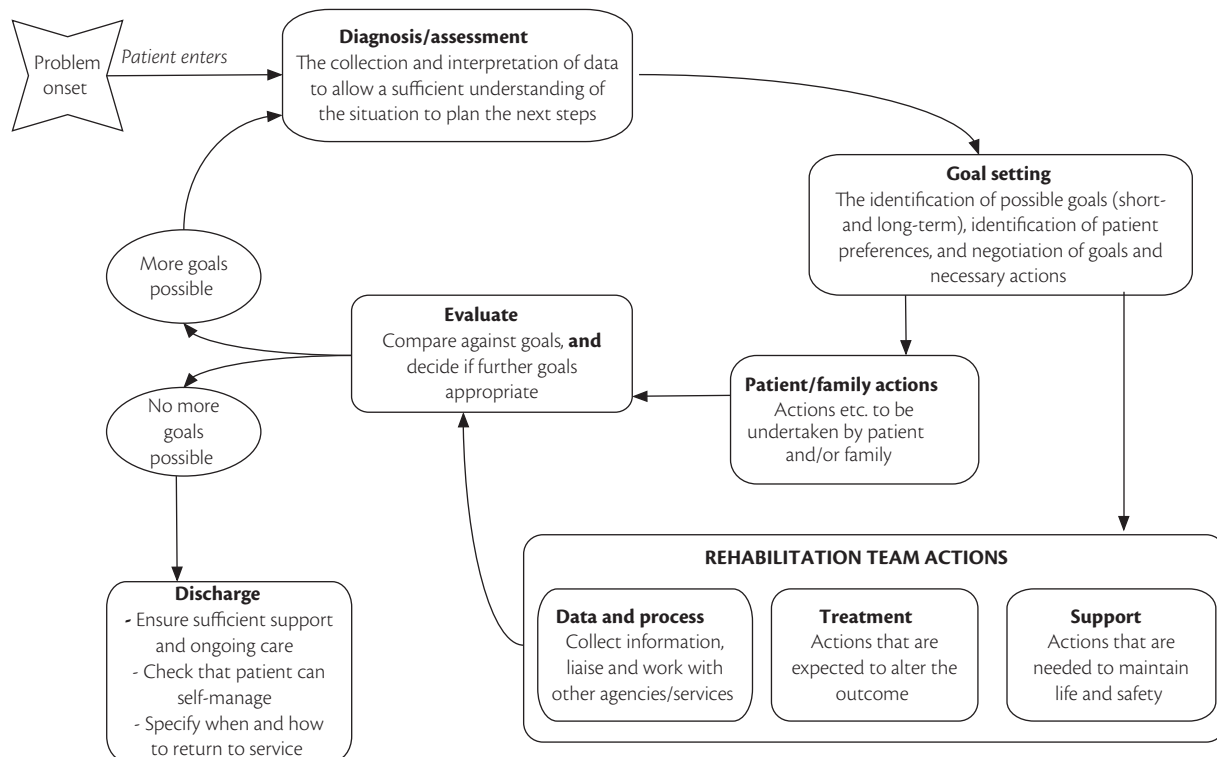 Problem
onset
Patient enters
Diagnosis/assessment
The collection and interpretation of data
to allow a sufficient understanding of
the situation to plan the next steps
Goal setting
The identification of possible goals (short-
and long-term), identification of patient
preferences, and negotiation of goals and
necessary actions
More goals
possible
Evaluate
Compare against goals, and
decide if further goals
appropriate
Patient/family actions
Actions etc. to be
undertaken by patient
and/or family
No more
goals
possible
REHABILITATION TEAM ACTIONS
Data and process
Collect information,
liaise and work with
other agencies/services
Treatment
Actions that are
expected to alter the
outcome
Support
Actions that are
needed to maintain
life and safety
Discharge
- Ensure sufficient support
and ongoing care
- Check that patient can
self-manage
- Specify when and how
to return to service